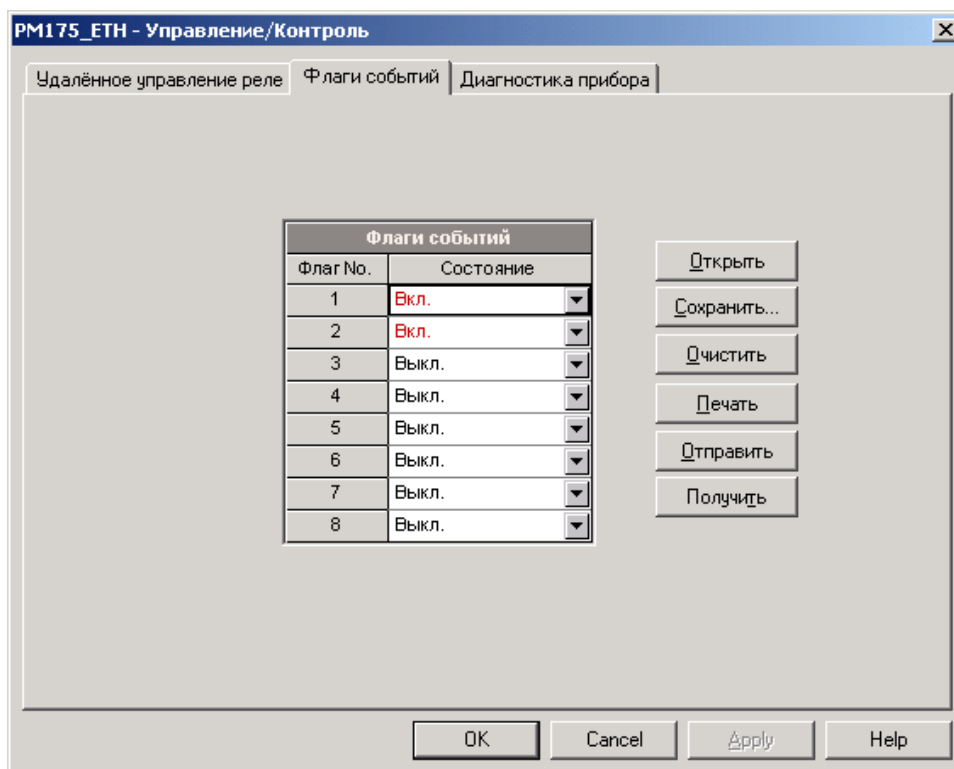 PM175_ETH - Управление/Контроль
Удалённое управление реле
Флаги событий
Диагностика прибора
Флаги событий
Флаг No. Состояние
1 Вкл.
2 Вкл.
3 Выкл.
4 Выкл.
5 Выкл.
6 Выкл.
7 Выкл.
8 Выкл.
Открыть
Сохранить...
Очистить
Печать
Отправить
Получить
OK
Cancel
Apply
Help